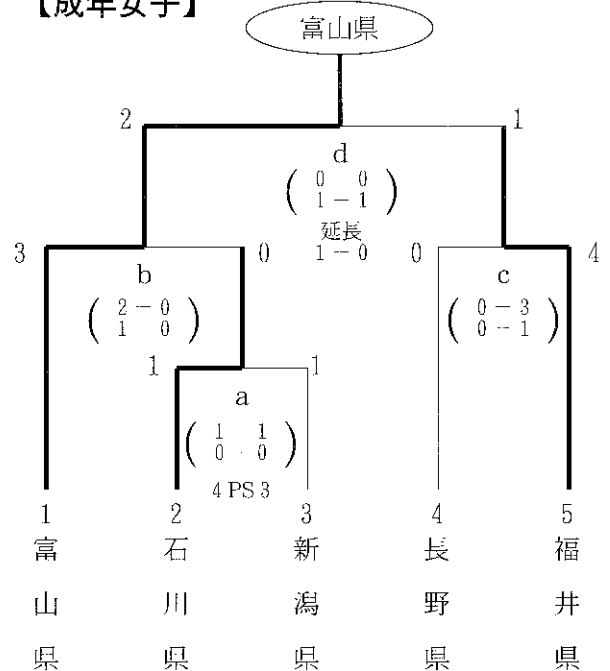 【成年女子】
富山県
2 1
d
( 0 0 )
( 1 - 1 )
延長
3 0 1 - 0 0 4
b c
( 2 - 0 ) ( 0 - 3 )
( 1 0 ) ( 0 - 1 )
1 1
a
( 1 1 )
( 0 - 0 )
4 PS 3
1 2 3 4 5
富山県 石川県 新潟県 長野県 福井県